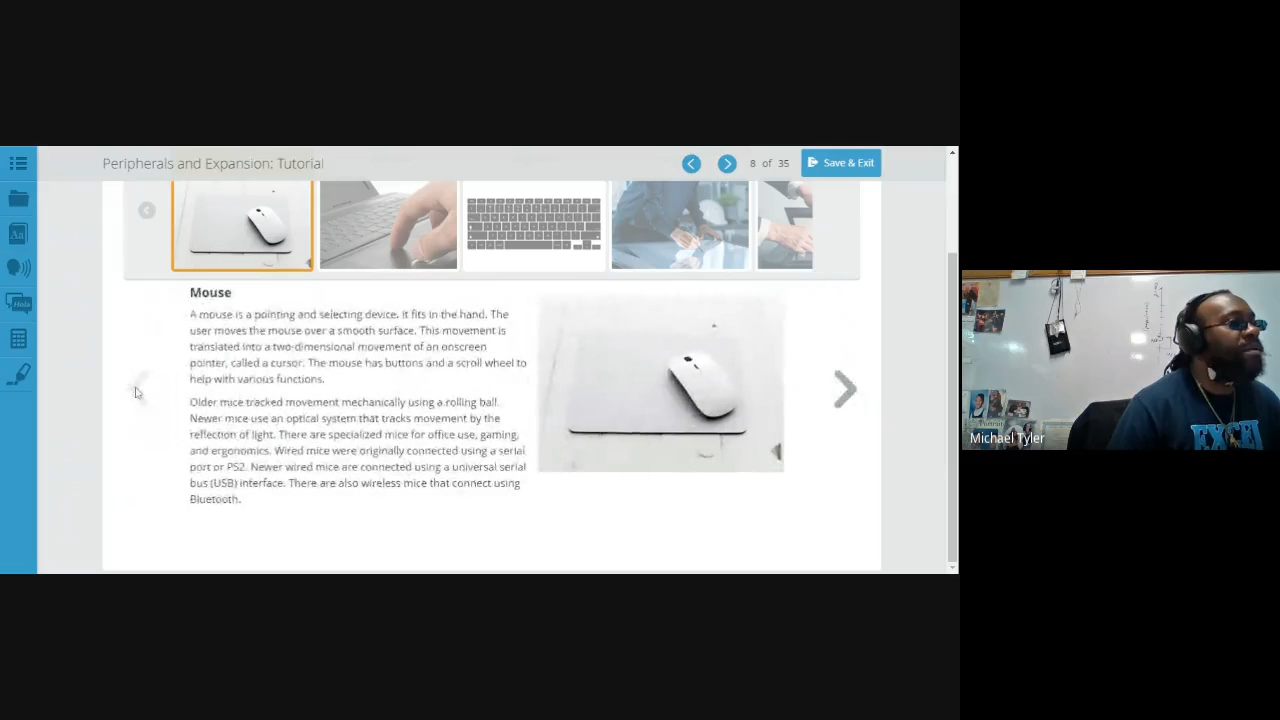 Peripherals and Expansion: Tutorial
8 of 35
Save & Exit
Aa
Hola
Mouse
A mouse is a pointing and selecting device. It fits in the hand. The
user moves the mouse over a smooth surface. This movement is
translated into a two-dimensional movement of an onscreen
pointer, called a cursor. The mouse has buttons and a scroll wheel to
help with various functions.
Older mice tracked movement mechanically using a rolling ball.
Newer mice use an optical system that tracks movement by the
reflection of light. There are specialized mice for office use, gaming,
and ergonomics. Wired mice were originally connected using a serial
port or PS2. Newer wired mice are connected using a universal serial
bus (USB) interface. There are also wireless mice that connect using
Bluetooth.
EXCEL
Michael Tyler